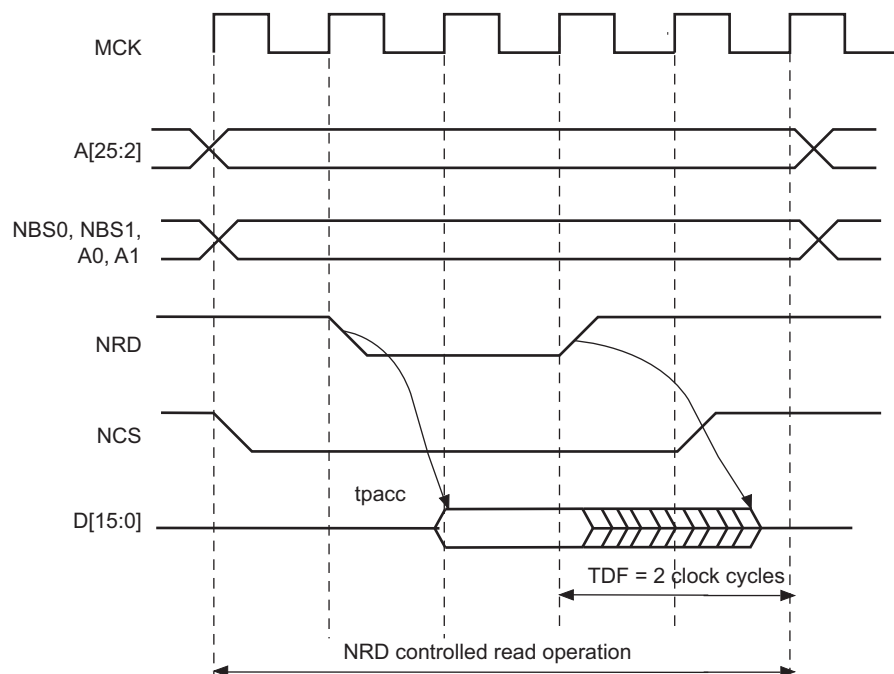 MCK
A[25:2]
NBS0, NBS1,
A0, A1
NRD
NCS
tpacc
D[15:0]
TDF = 2 clock cycles
NRD controlled read operation